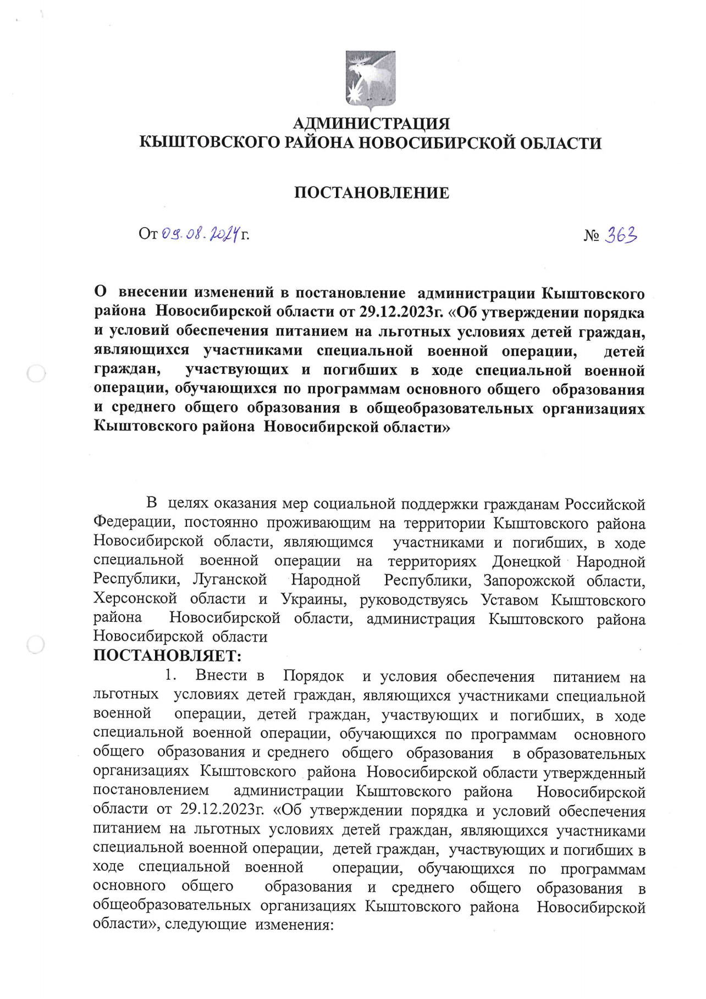 АДМИНИСТРАЦИЯ
КЫШТОВСКОГО РАЙОНА НОВОСИБИРСКОЙ ОБЛАСТИ
ПОСТАНОВЛЕНИЕ
От 09.08.2024 г. № 363
О внесении изменений в постановление администрации Кыштовского
района Новосибирской области от 29.12.2023г. «Об утверждении порядка
и условий обеспечения питанием на льготных условиях детей граждан,
являющихся участниками специальной военной операции, детей
граждан, участвующих и погибших в ходе специальной военной
операции, обучающихся по программам основного общего образования
и среднего общего образования в общеобразовательных организациях
Кыштовского района Новосибирской области»
В целях оказания мер социальной поддержки гражданам Российской
Федерации, постоянно проживающим на территории Кыштовского района
Новосибирской области, являющимся участниками и погибших, в ходе
специальной военной операции на территориях Донецкой Народной
Республики, Луганской Народной Республики, Запорожской области,
Херсонской области и Украины, руководствуясь Уставом Кыштовского
района Новосибирской области, администрация Кыштовского района
Новосибирской области
ПОСТАНОВЛЯЕТ:
1. Внести в Порядок и условия обеспечения питанием на
льготных условиях детей граждан, являющихся участниками специальной
военной операции, детей граждан, участвующих и погибших, в ходе
специальной военной операции, обучающихся по программам основного
общего образования и среднего общего образования в образовательных
организациях Кыштовского района Новосибирской области утвержденный
постановлением администрации Кыштовского района Новосибирской
области от 29.12.2023г. «Об утверждении порядка и условий обеспечения
питанием на льготных условиях детей граждан, являющихся участниками
специальной военной операции, детей граждан, участвующих и погибших в
ходе специальной военной операции, обучающихся по программам
основного общего образования и среднего общего образования в
общеобразовательных организациях Кыштовского района Новосибирской
области», следующие изменения: